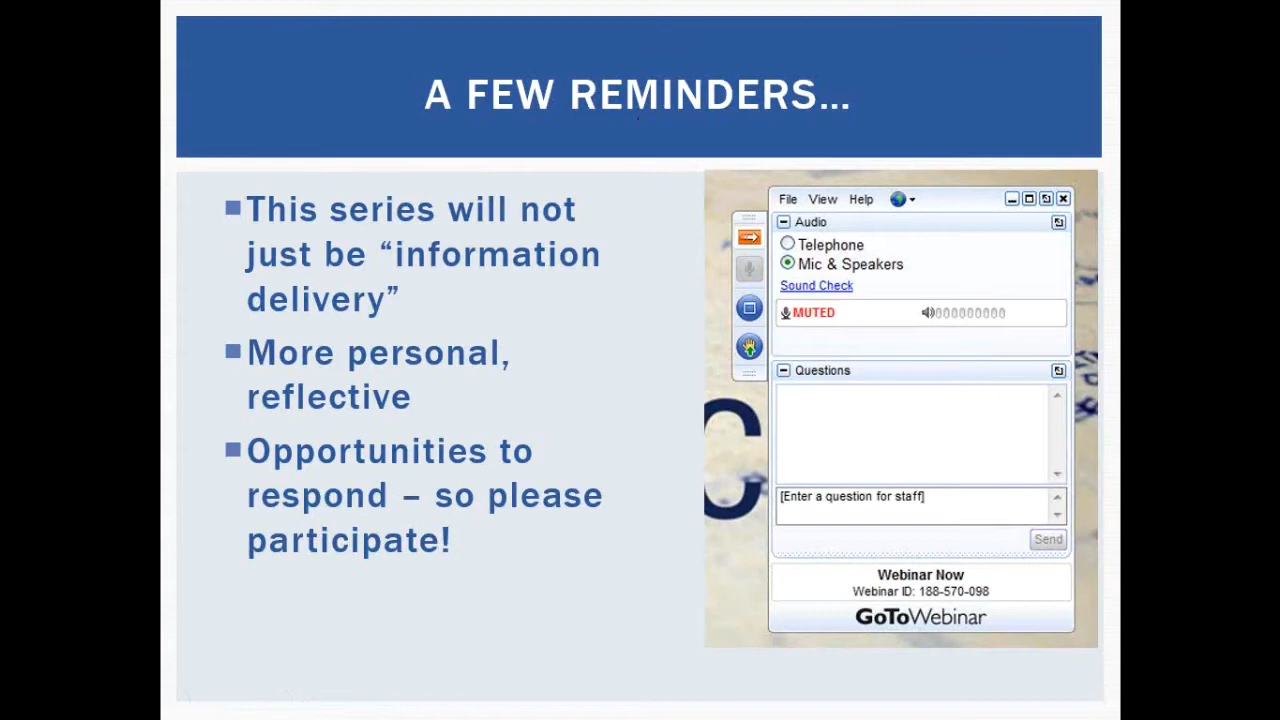 A FEW REMINDERS...
This series will not
just be “information
delivery”
More personal,
reflective
Opportunities to
respond – so please
participate!
File View Help
Audio
Telephone
Mic & Speakers
Sound Check
MUTED
Questions
[Enter a question for staff]
Send
Webinar Now
Webinar ID: 188-570-098
GoToWebinar